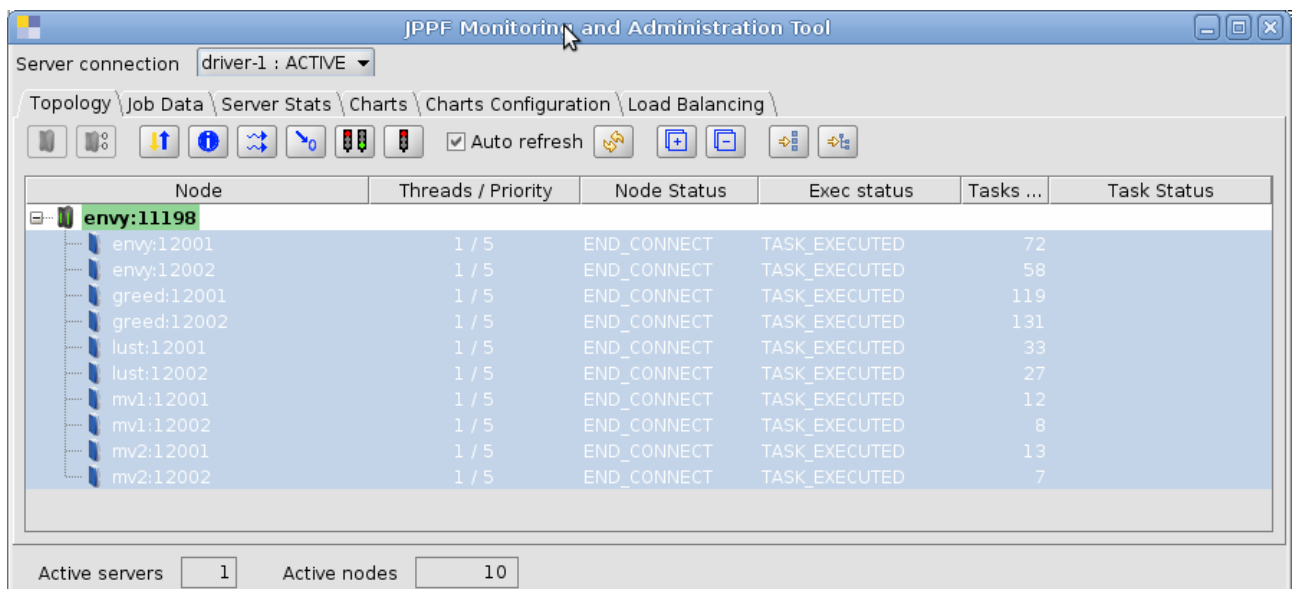 JPPF Monitoring and Administration Tool
Server connection driver-1 : ACTIVE
Topology Job Data Server Stats Charts Charts Configuration Load Balancing
Auto refresh
Node Threads / Priority Node Status Exec status Tasks ... Task Status
envy:11198
envy:12001 1 / 5 END_CONNECT TASK_EXECUTED 72
envy:12002 1 / 5 END_CONNECT TASK_EXECUTED 58
greed:12001 1 / 5 END_CONNECT TASK_EXECUTED 119
greed:12002 1 / 5 END_CONNECT TASK_EXECUTED 131
lust:12001 1 / 5 END_CONNECT TASK_EXECUTED 33
lust:12002 1 / 5 END_CONNECT TASK_EXECUTED 27
mv1:12001 1 / 5 END_CONNECT TASK_EXECUTED 12
mv1:12002 1 / 5 END_CONNECT TASK_EXECUTED 8
mv2:12001 1 / 5 END_CONNECT TASK_EXECUTED 13
mv2:12002 1 / 5 END_CONNECT TASK_EXECUTED 7
Active servers 1 Active nodes 10